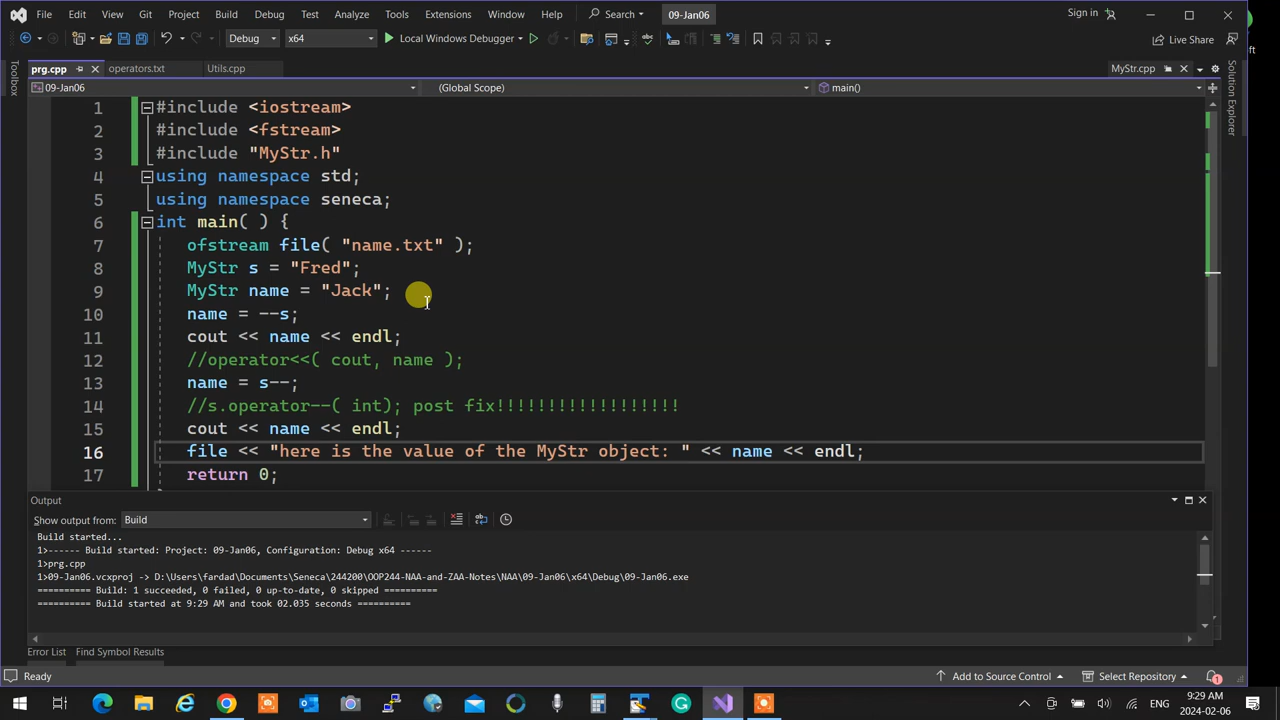 File Edit View Git Project Build Debug Test Analyze Tools Extensions Window Help Search 09-Jan06 Sign in
Debug x64 Local Windows Debugger Live Share
prg.cpp operators.txt Utils.cpp MyStr.cpp
09-Jan06 (Global Scope) main()
Toolbox
Solution Explorer
1 #include <iostream>
2 #include <fstream>
3 #include "MyStr.h"
4 using namespace std;
5 using namespace seneca;
6 int main( ) {
7 ofstream file( "name.txt" );
8 MyStr s = "Fred";
9 MyStr name = "Jack";
10 name = --s;
11 cout << name << endl;
12 //operator<<( cout, name );
13 name = s--;
14 //s.operator--( int); post fix!!!!!!!!!!!!!!!!!!
15 cout << name << endl;
16 file << "here is the value of the MyStr object: " << name << endl;
17 return 0;
Output
Show output from: Build
Build started...
1>------ Build started: Project: 09-Jan06, Configuration: Debug x64 ------
1>prg.cpp
1>09-Jan06.vcxproj -> D:\Users\fardad\Documents\Seneca\244200\OOP244-NAA-and-ZAA-Notes\NAA\09-Jan06\x64\Debug\09-Jan06.exe
========== Build: 1 succeeded, 0 failed, 0 up-to-date, 0 skipped ==========
========== Build started at 9:29 AM and took 02.035 seconds ==========
Error List Find Symbol Results
Ready Add to Source Control Select Repository 1
ENG 9:29 AM
2024-02-06